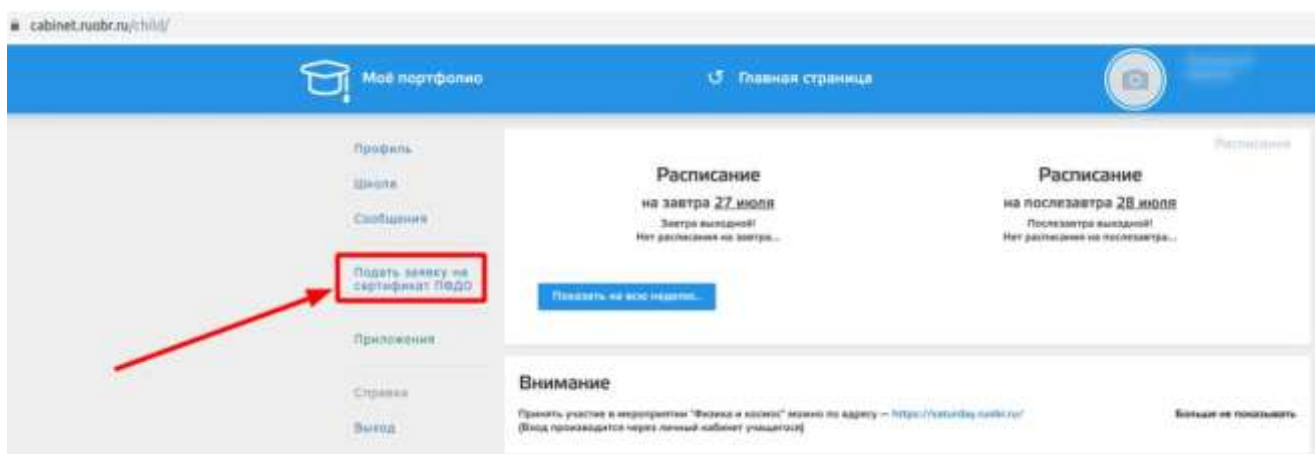 cabinet.ruobr.ru/child/
Моё портфолио
Главная страница
Профиль
Школа
Сообщения
Подать заявку на
сертификат ПФДО
Приложения
Справка
Выход
Расписание
Расписание
на завтра 27 июля
Завтра выходной!
Нет расписания на завтра...
Расписание
на послезавтра 28 июля
Послезавтра выходной!
Нет расписания на послезавтра...
Показать на всю неделю...
Внимание
Принять участие в мероприятии "Физика и космос" можно по адресу — https://saturday.ruobr.ru/
(Вход производится через личный кабинет учащегося)
Больше не показывать